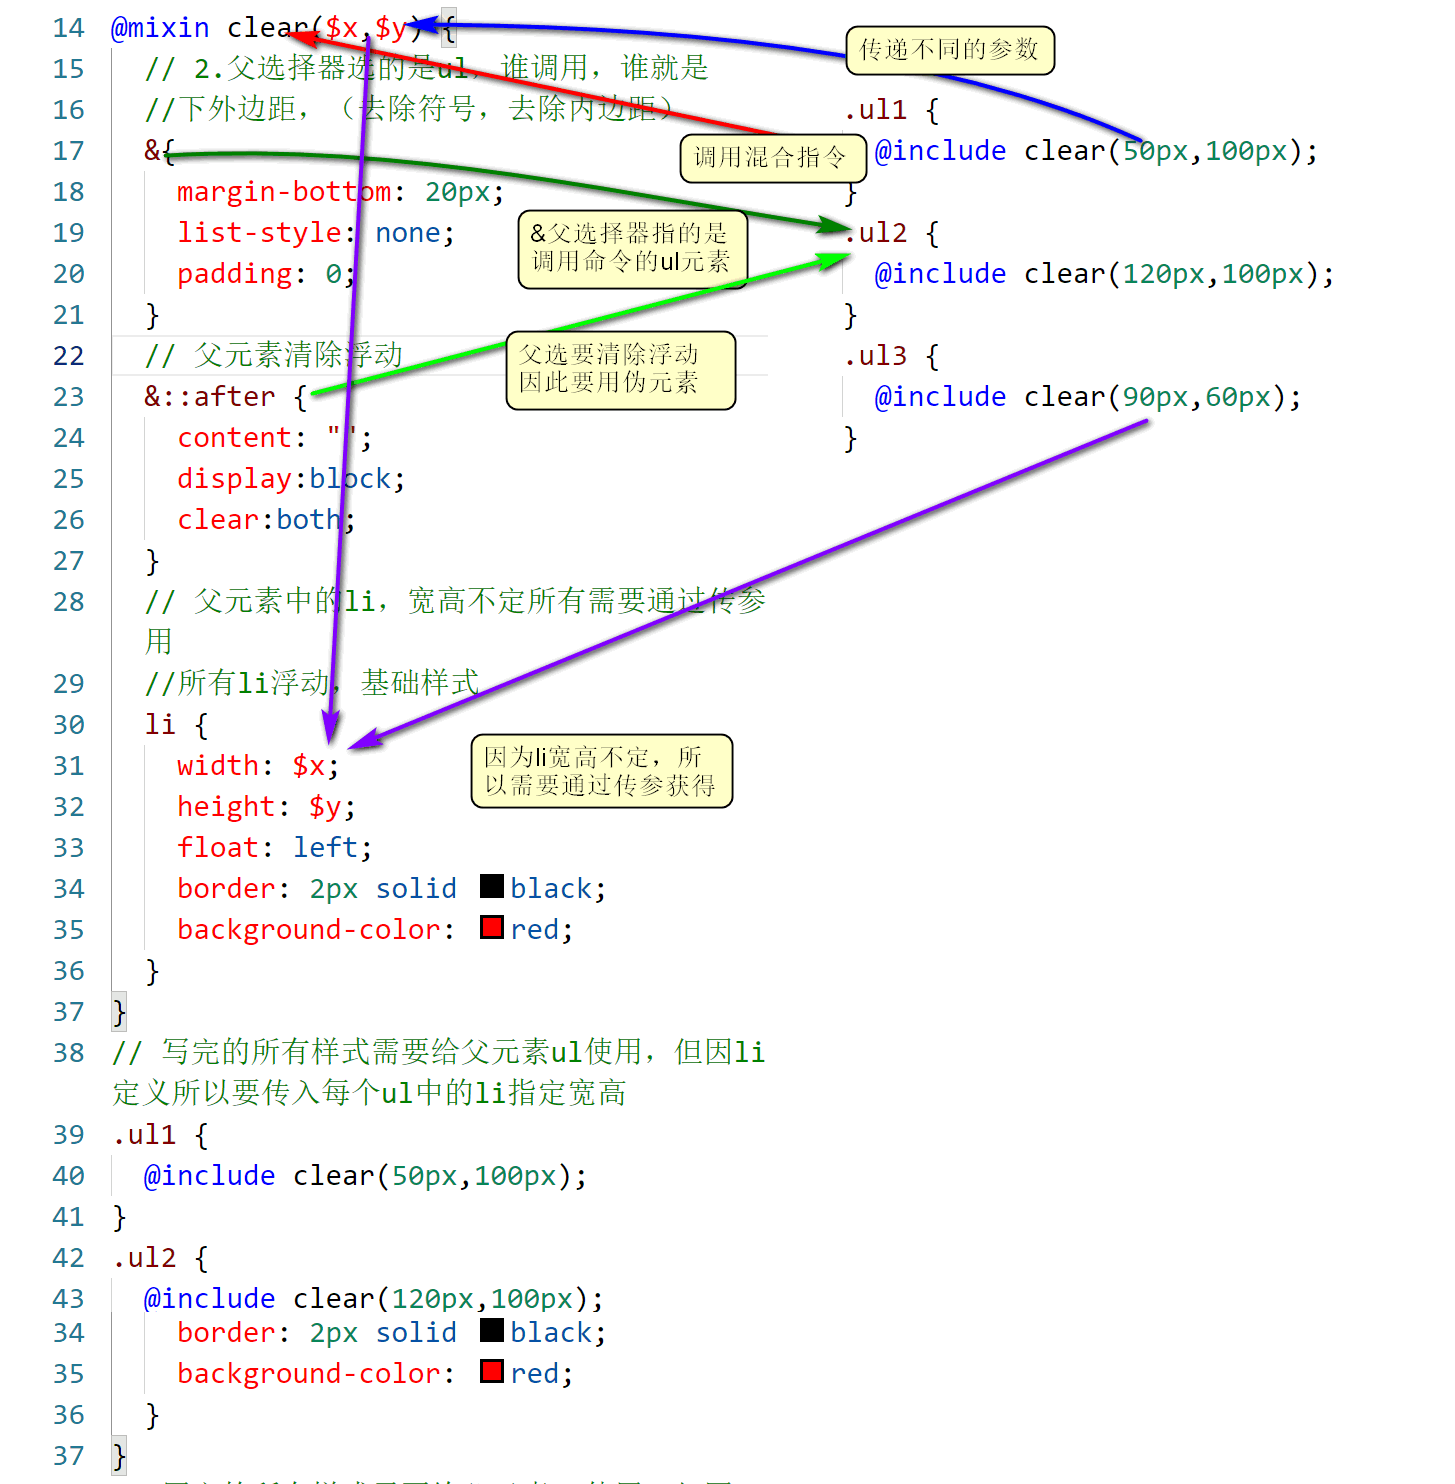 14 @mixin clear($x,$y) {
15 // 2.父选择器选的是ul，谁调用，谁就是
16 //下外边距，（去除符号，去除内边距）
17 &{
18 margin-bottom: 20px;
19 list-style: none;
20 padding: 0;
21 }
22 // 父元素清除浮动
23 &::after {
24 content: "";
25 display:block;
26 clear:both;
27 }
28 // 父元素中的li，宽高不定所有需要通过传参
用
29 //所有li浮动，基础样式
30 li {
31 width: $x;
32 height: $y;
33 float: left;
34 border: 2px solid black;
35 background-color: red;
36 }
37 }
38 // 写完的所有样式需要给父元素ul使用，但因li
定义所以要传入每个ul中的li指定宽高
39 .ul1 {
40 @include clear(50px,100px);
41 }
42 .ul2 {
43 @include clear(120px,100px);
34 border: 2px solid black;
35 background-color: red;
36 }
37 }
传递不同的参数
.ul1 {
@include clear(50px,100px);
}
.ul2 {
@include clear(120px,100px);
}
.ul3 {
@include clear(90px,60px);
}
调用混合指令
&父选择器指的是
调用命令的ul元素
父选要清除浮动
因此要用伪元素
因为li宽高不定，所
以需要通过传参获得